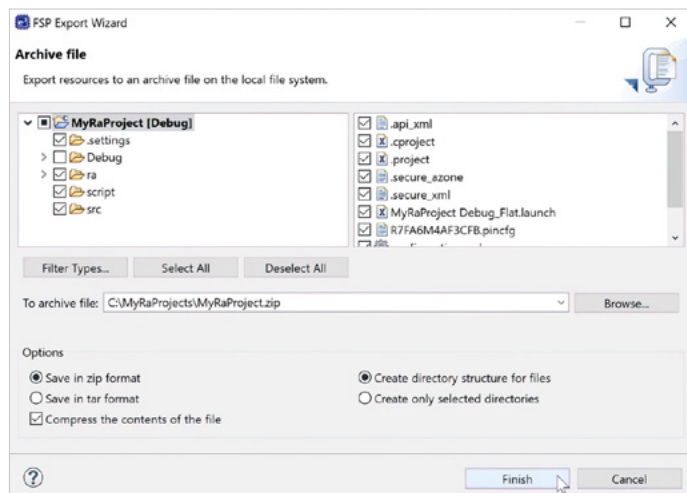 FSP Export Wizard
Archive file
Export resources to an archive file on the local file system.
MyRaProject [Debug]
.settings
Debug
ra
script
src
.api_xml
.cproject
.project
.secure_azone
.secure_xml
MyRaProject Debug_Flat.launch
R7FA6M4AF3CFB.pincfg
Filter Types...
Select All
Deselect All
To archive file:
C:\MyRaProjects\MyRaProject.zip
Browse...
Options
Save in zip format
Save in tar format
Compress the contents of the file
Create directory structure for files
Create only selected directories
?
Finish
Cancel